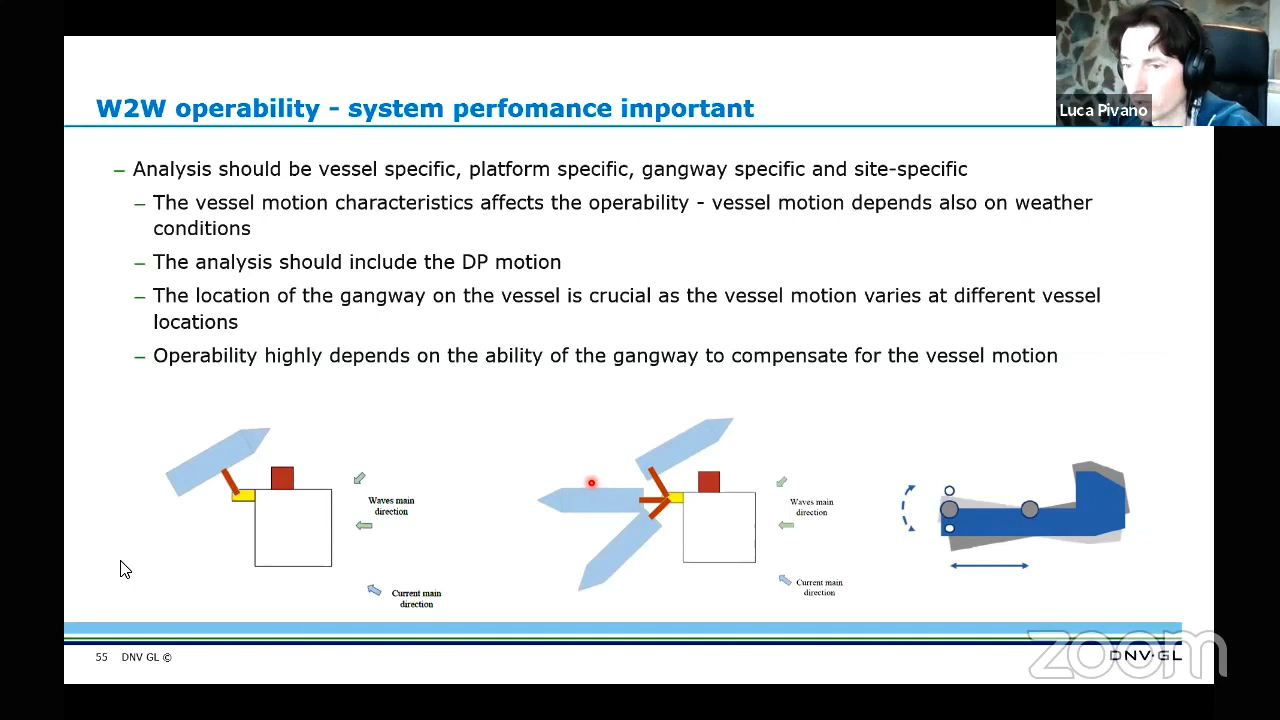 W2W operability - system perfomance important
Luca Pivano
– Analysis should be vessel specific, platform specific, gangway specific and site-specific
– The vessel motion characteristics affects the operability - vessel motion depends also on weather
conditions
– The analysis should include the DP motion
– The location of the gangway on the vessel is crucial as the vessel motion varies at different vessel
locations
– Operability highly depends on the ability of the gangway to compensate for the vessel motion
Waves main
direction
Current main
direction
Waves main
direction
Current main
direction
55 DNV GL ©
DNV·GL
zoom